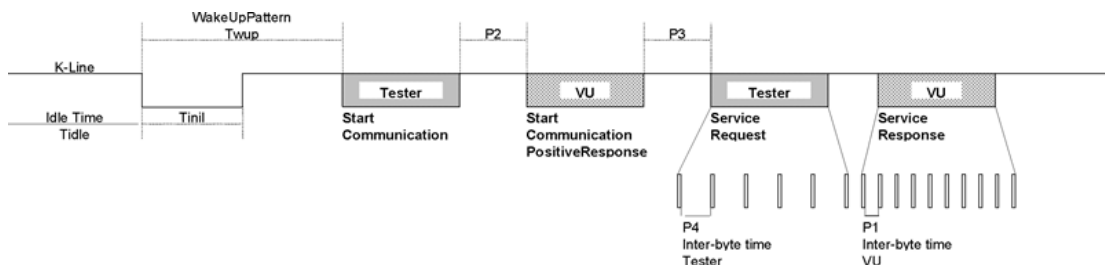 WakeUpPattern
Twup
P2
P3
K-Line
Tester
VU
Tester
VU
Idle Time
Tidle
Tinil
Start
Communication
Start
Communication
PositiveResponse
Service
Request
Service
Response
P4
Inter-byte time
Tester
P1
Inter-byte time
VU